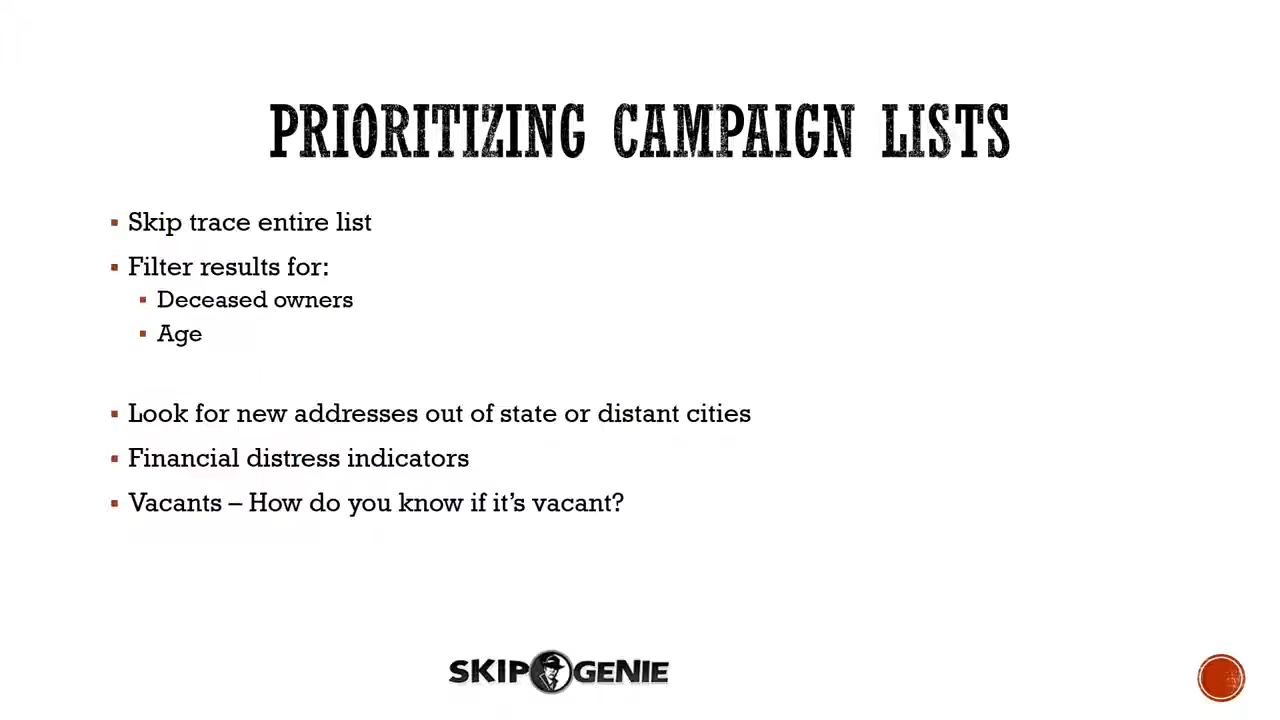 PRIORITIZING CAMPAIGN LISTS
▪ Skip trace entire list
▪ Filter results for:
▪ Deceased owners
▪ Age
▪ Look for new addresses out of state or distant cities
▪ Financial distress indicators
▪ Vacants – How do you know if it’s vacant?
SKIP GENIE